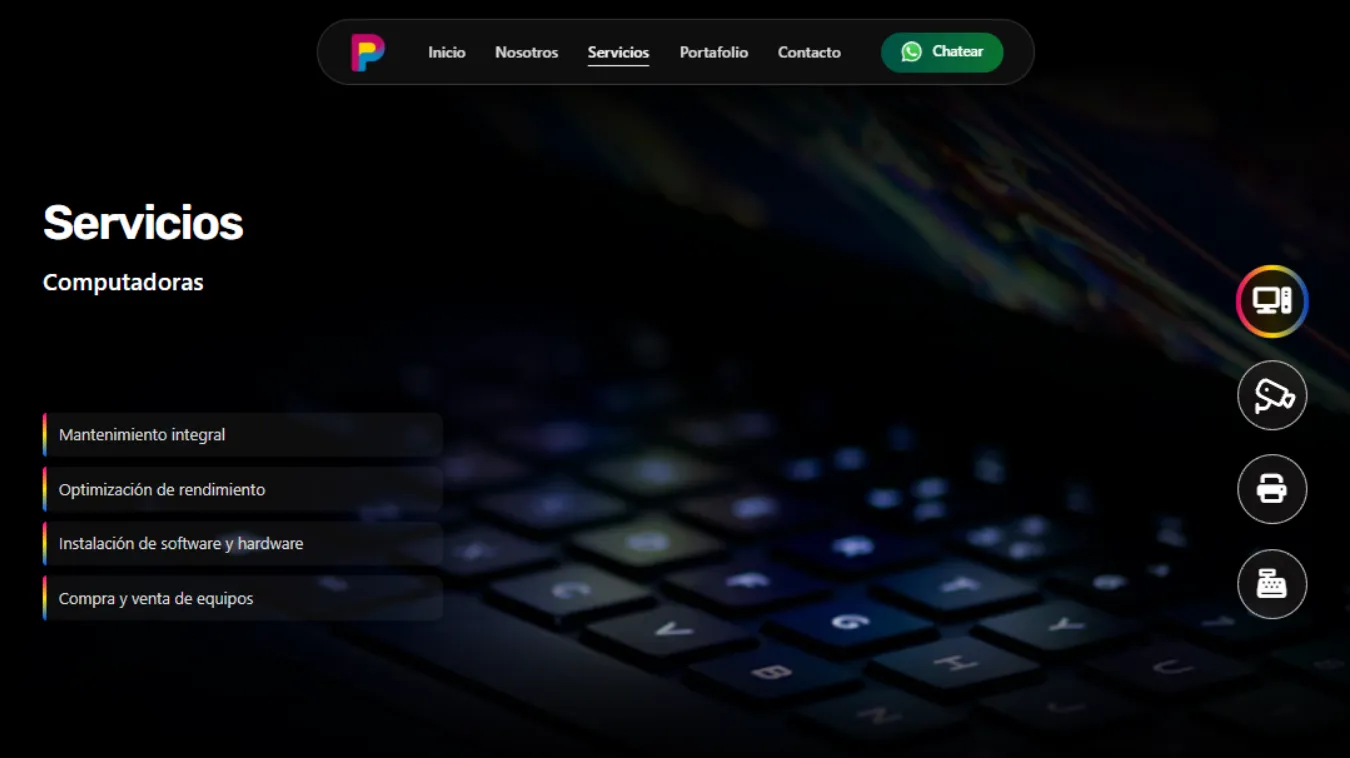 Inicio
Nosotros
Servicios
Portafolio
Contacto
Chatear
Servicios
Computadoras
Mantenimiento integral
Optimización de rendimiento
Instalación de software y hardware
Compra y venta de equipos
C
V
G
Y
B
H
U
N
J